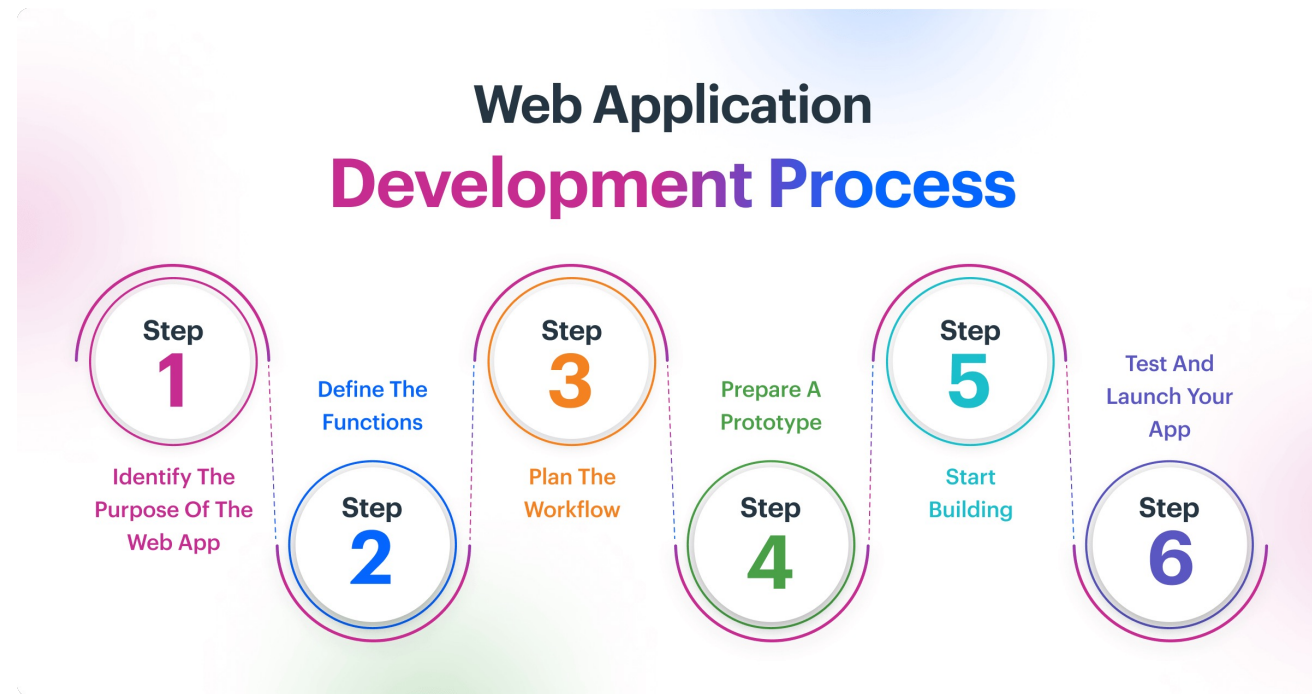 Web Application
Development Process
Step
1
Identify The
Purpose Of The
Web App
Define The
Functions
Step
2
Step
3
Plan The
Workflow
Prepare A
Prototype
Step
4
Step
5
Start
Building
Test And
Launch Your
App
Step
6